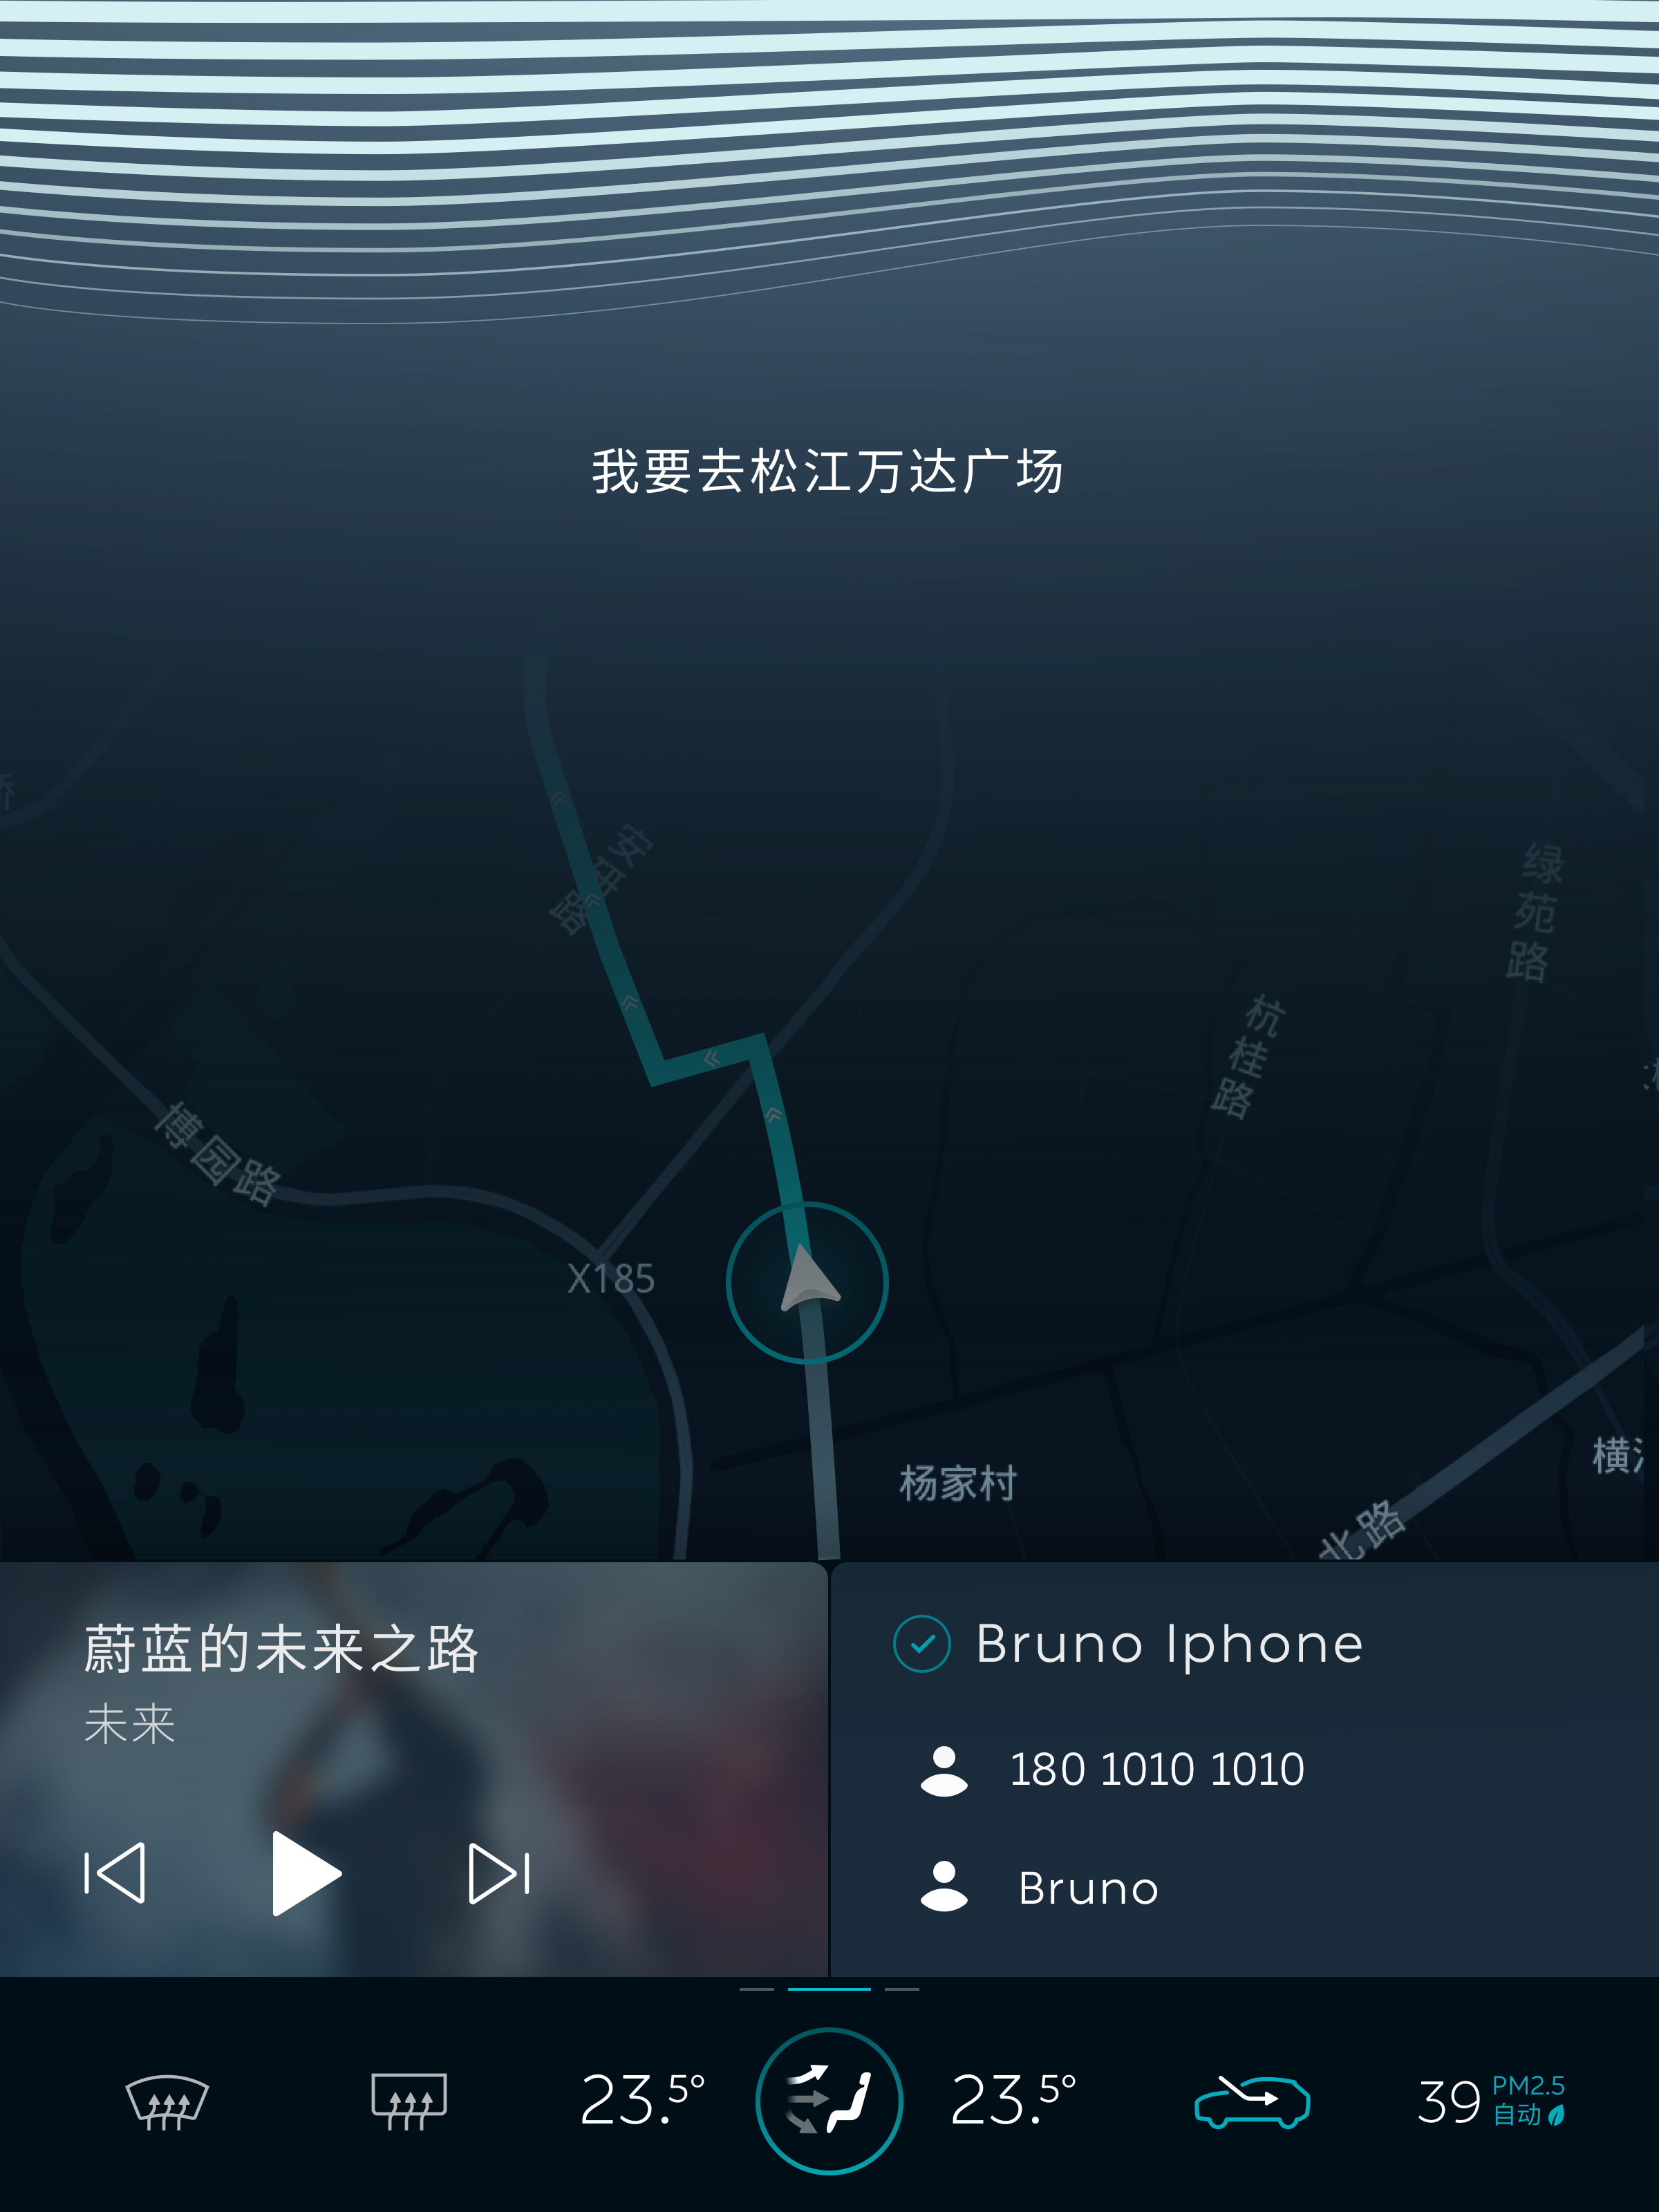 我要去松江万达广场
绿苑路
杭桂路
博园路
X185
杨家村
横
北路
蔚蓝的未来之路
未来
Bruno Iphone
180 1010 1010
Bruno
23.5°
23.5°
39
PM2.5
自动